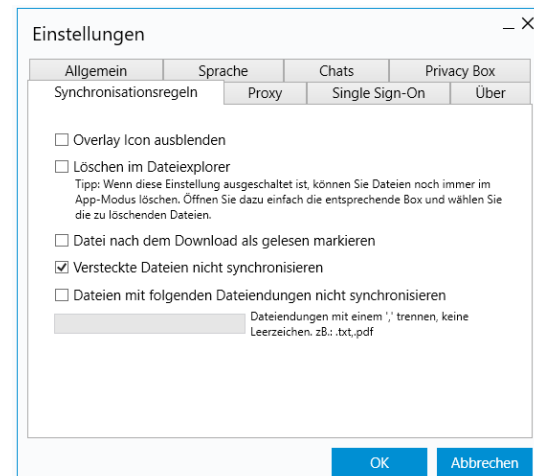 Einstellungen
Allgemein Sprache Chats Privacy Box
Synchronisationsregeln Proxy Single Sign-On Über
Overlay Icon ausblenden
Löschen im Dateiexplorer
Tipp: Wenn diese Einstellung ausgeschaltet ist, können Sie Dateien noch immer im
App-Modus löschen. Öffnen Sie dazu einfach die entsprechende Box und wählen Sie
die zu löschenden Dateien.
Datei nach dem Download als gelesen markieren
Versteckte Dateien nicht synchronisieren
Dateien mit folgenden Dateiendungen nicht synchronisieren
Dateiendungen mit einem ',' trennen, keine
Leerzeichen. zB.: .txt,.pdf
OK Abbrechen